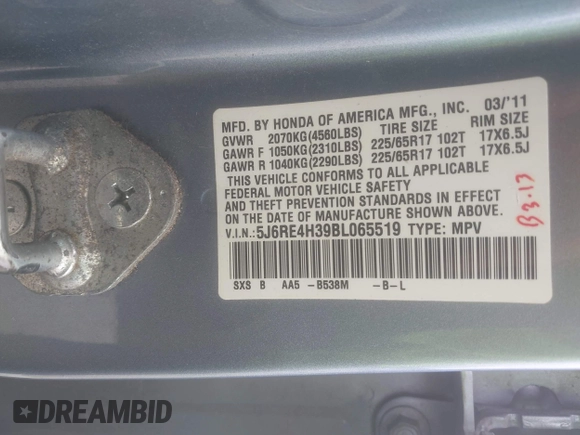 MFD. BY HONDA OF AMERICA MFG., INC. 03/'11
GVWR 2070KG(4560LBS) TIRE SIZE RIM SIZE
GAWR F 1050KG(2310LBS) 225/65R17 102T 17X6.5J
GAWR R 1040KG(2290LBS) 225/65R17 102T 17X6.5J
THIS VEHICLE CONFORMS TO ALL APPLICABLE
FEDERAL MOTOR VEHICLE SAFETY
AND THEFT PREVENTION STANDARDS IN EFFECT
ON THE DATE OF MANUFACTURE SHOWN ABOVE.
V.I.N.: 5J6RE4H39BL065519 TYPE: MPV
SXS B AA5 -B538M -B-L
B3.13
DREAMBID